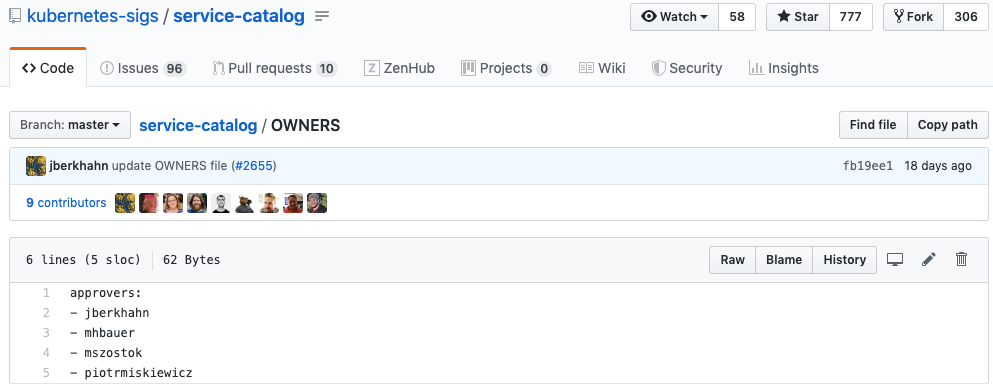 kubernetes-sigs / service-catalog
Watch 58 Star 777 Fork 306
Code Issues 96 Pull requests 10 ZenHub Projects 0 Wiki Security Insights
Branch: master service-catalog / OWNERS Find file Copy path
jberkhahn update OWNERS file (#2655) fb19ee1 18 days ago
9 contributors
6 lines (5 sloc) 62 Bytes Raw Blame History
1 approvers:
2 - jberkhahn
3 - mhbauer
4 - mszostok
5 - piotrmiskiewicz